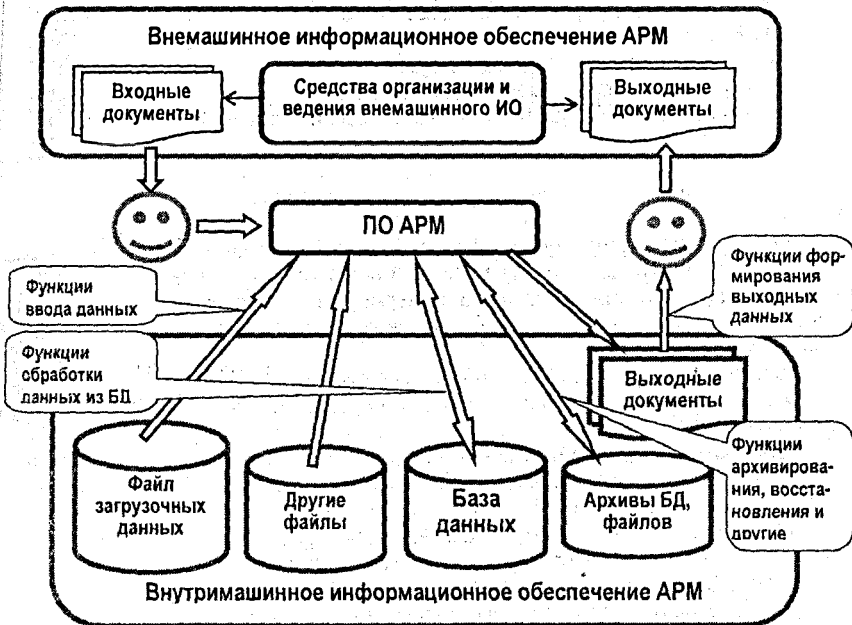 Внемашинное информационное обеспечение АРМ
Входные
документы
Средства организации и
ведения внемашинного ИО
Выходные
документы
ПО АРМ
Функции
ввода данных
Функции фор-
мирования
выходных
данных
Функции
сбработки
данных из БД
Выходные
документы
Функции
архивирова-
ния, восста-
новления и
другие
Файл
загрузочных
данных
Другие
файлы
База
данных
Архивы БД,
файлов
Внутримашинное информационное обеспечение АРМ